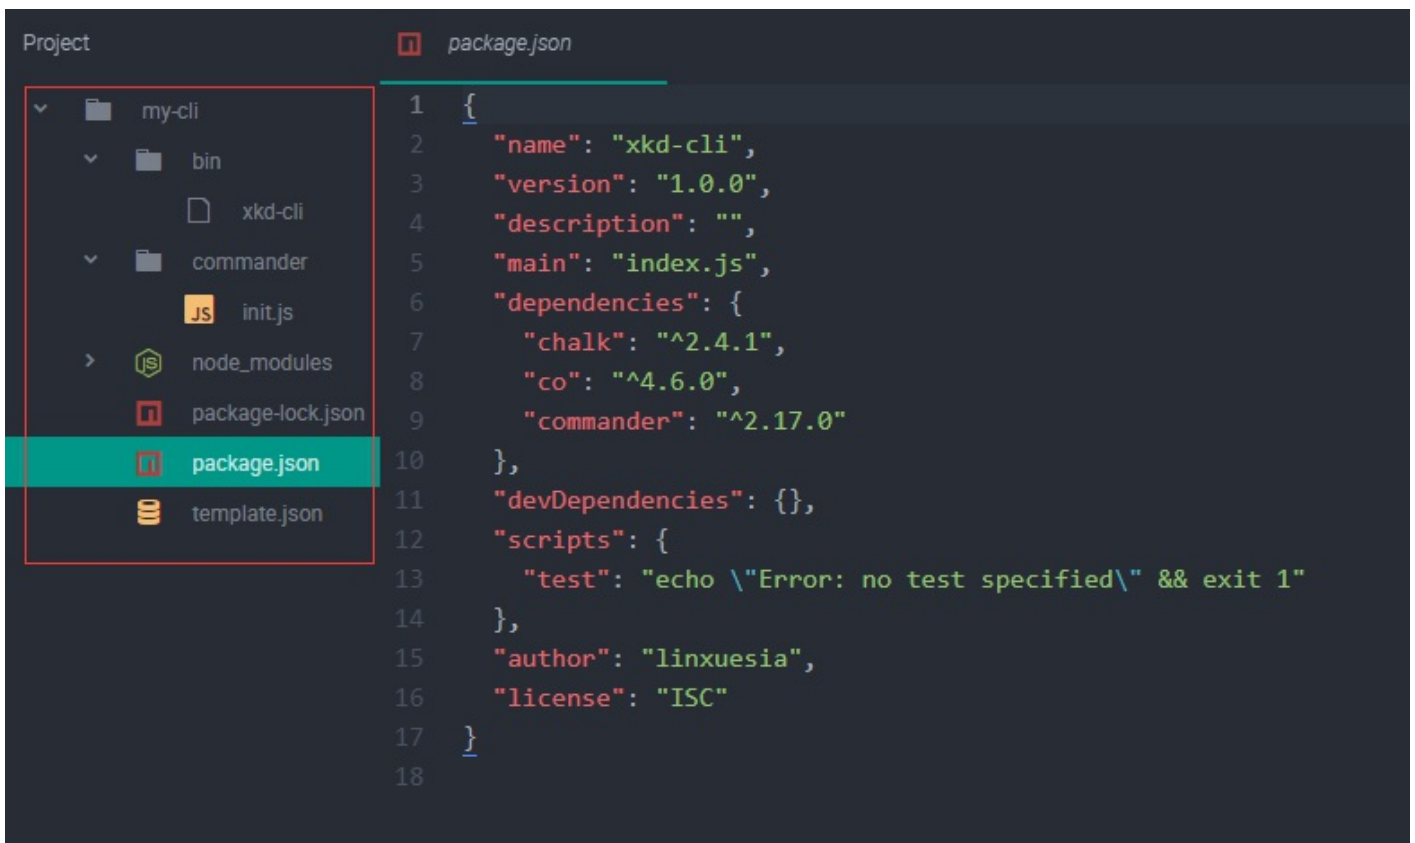 Project
my-cli
bin
xkd-cli
commander
JS init.js
JS node_modules
package-lock.json
package.json
template.json
package.json
1 {
2 "name": "xkd-cli",
3 "version": "1.0.0",
4 "description": "",
5 "main": "index.js",
6 "dependencies": {
7 "chalk": "^2.4.1",
8 "co": "^4.6.0",
9 "commander": "^2.17.0"
10 },
11 "devDependencies": {},
12 "scripts": {
13 "test": "echo \"Error: no test specified\" && exit 1"
14 },
15 "author": "linxuesia",
16 "license": "ISC"
17 }
18